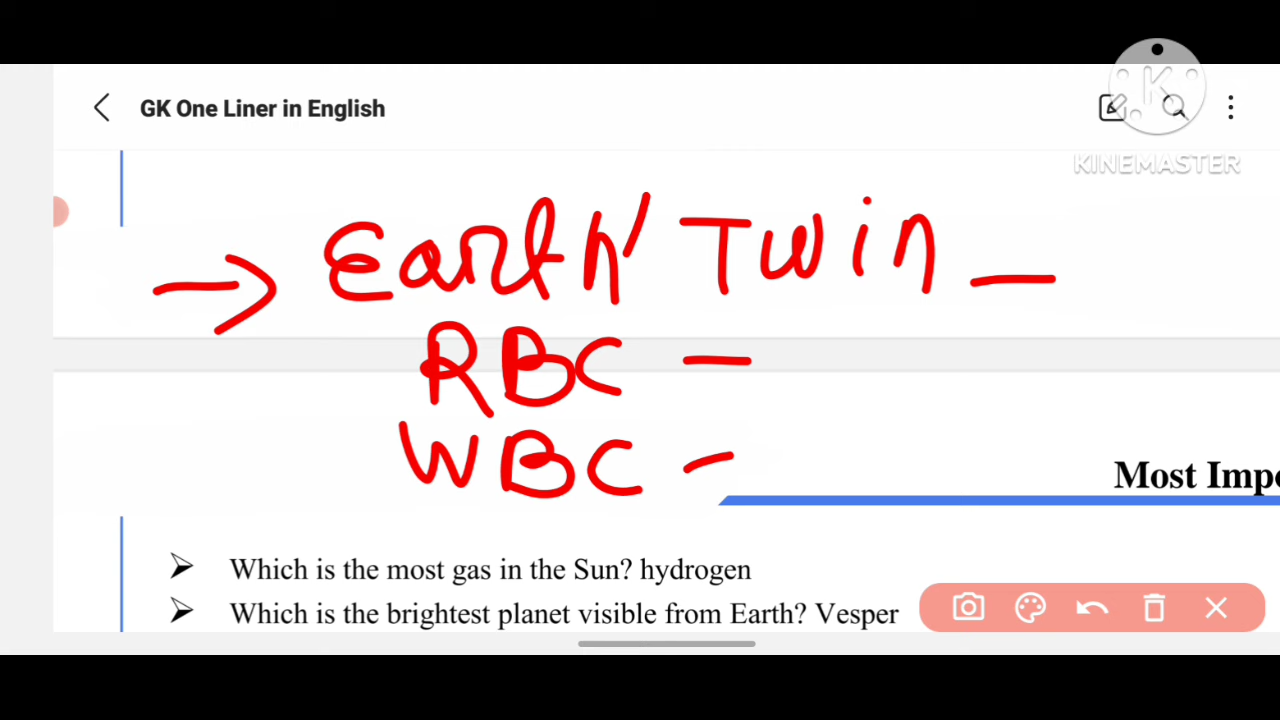 GK One Liner in English
KINEMASTER
→ Earth' Twin _
RBC -
WBC -
Most Impo
➤ Which is the most gas in the Sun? hydrogen
➤ Which is the brightest planet visible from Earth? Vesper